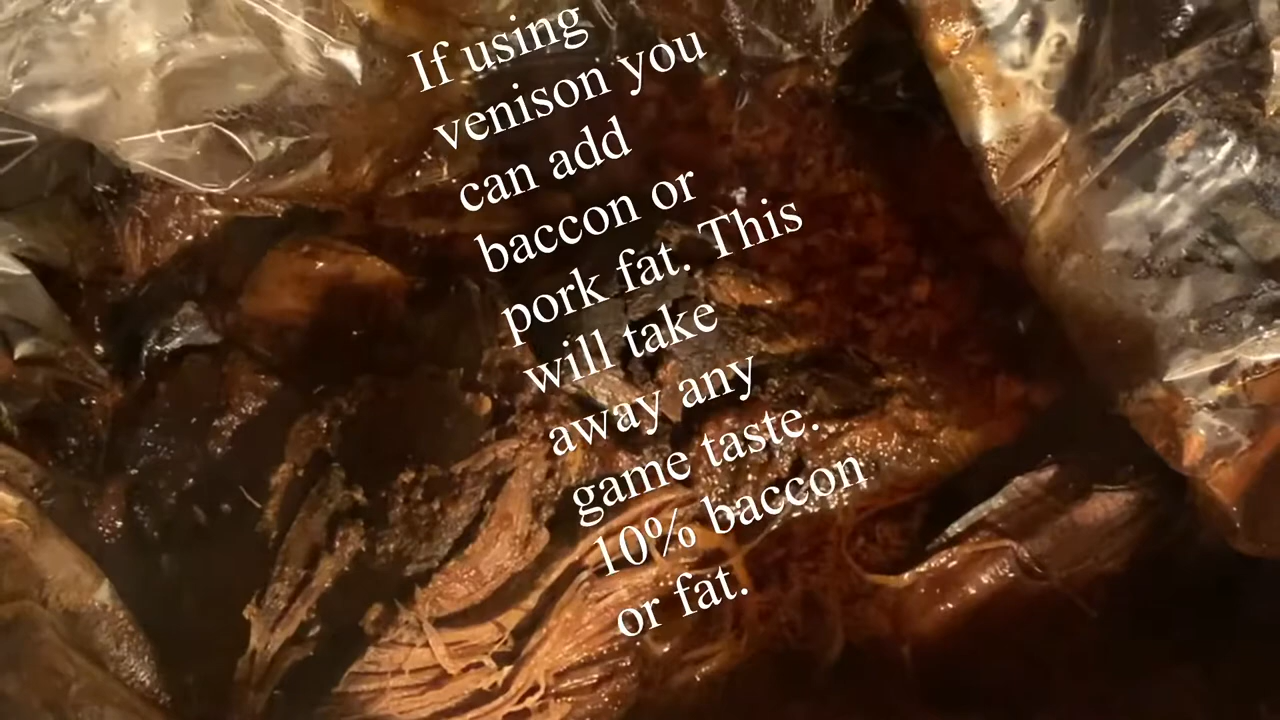 If using
venison you
can add
baccon or
pork fat. This
will take
away any
game taste.
10% baccon
or fat.